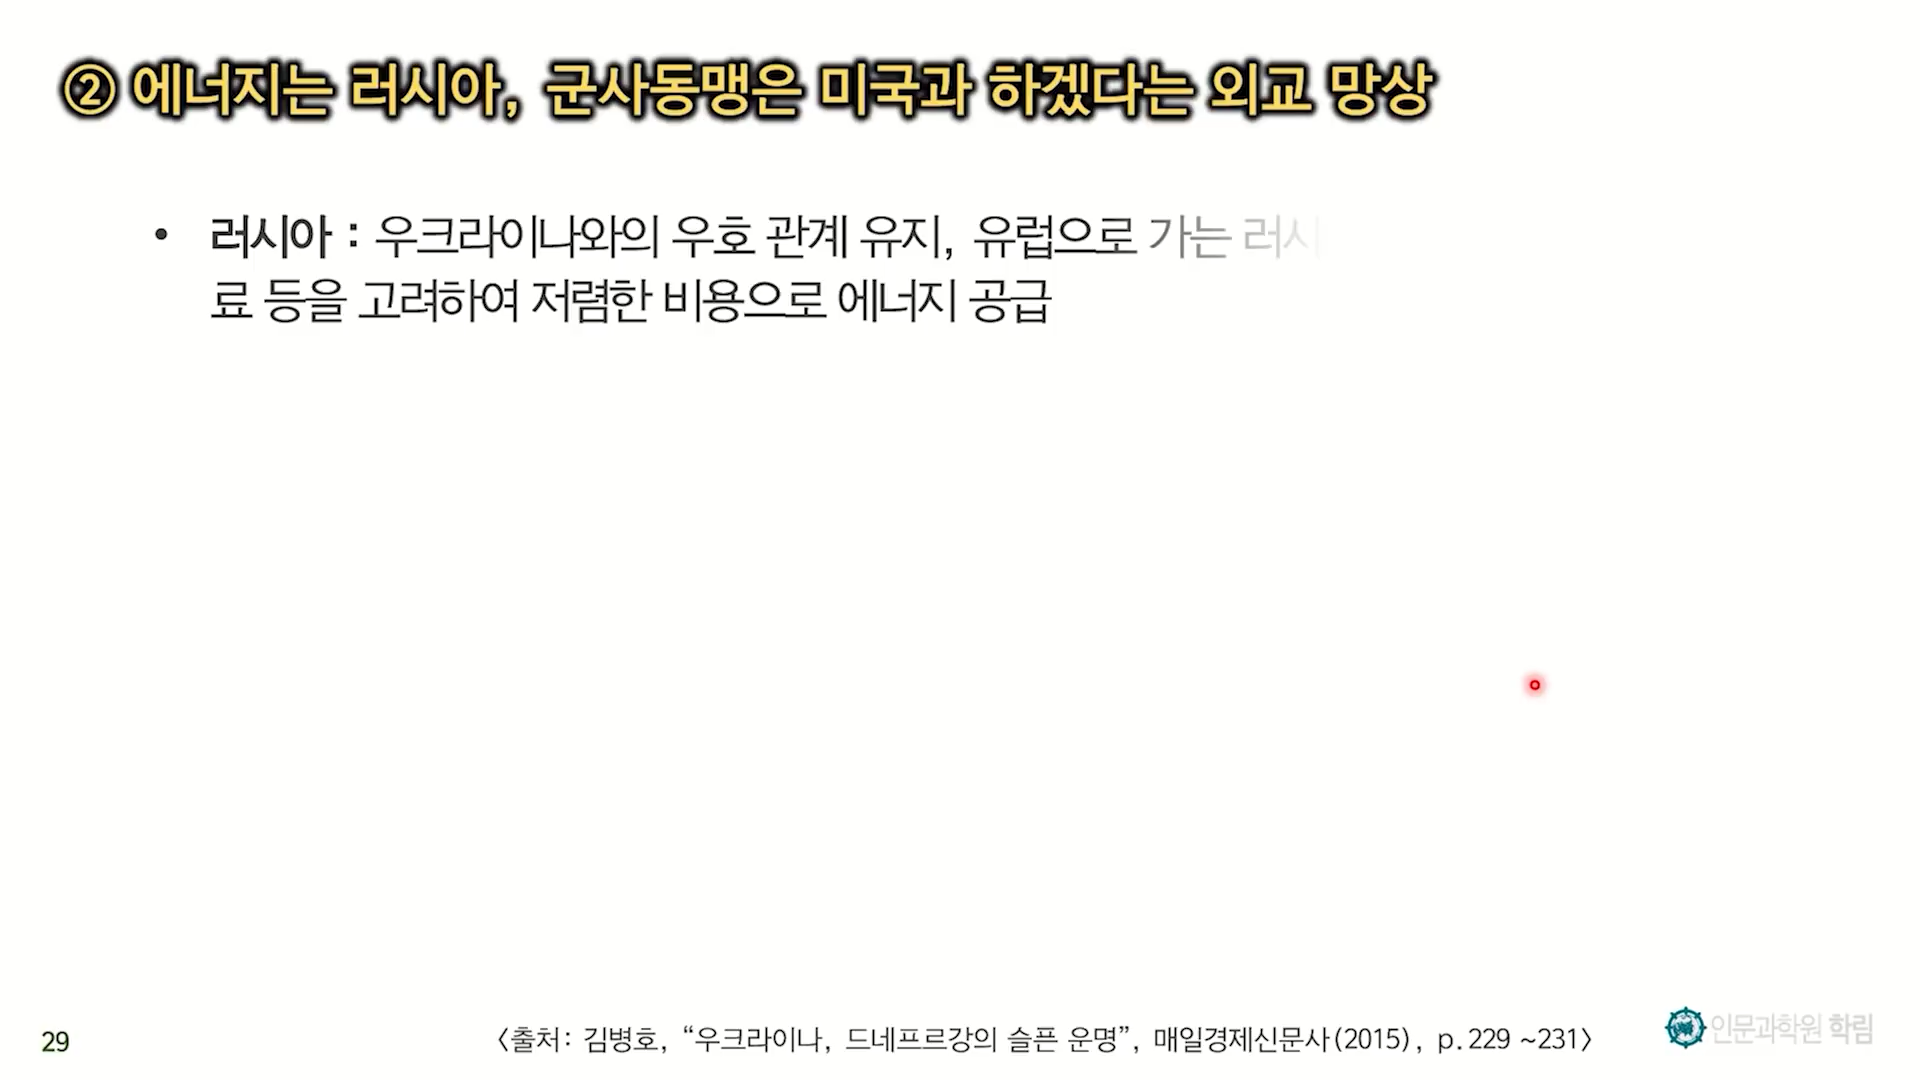 ② 에너지는 러시아, 군사동맹은 미국과 하겠다는 외교 망상
• 러시아 : 우크라이나와의 우호 관계 유지, 유럽으로 가는
료 등을 고려하여 저렴한 비용으로 에너지 공급
29
<출처: 김병호, “우크라이나, 드네프르강의 슬픈 운명”, 매일경제신문사(2015), p.229 ~231>
인문과학원 학림